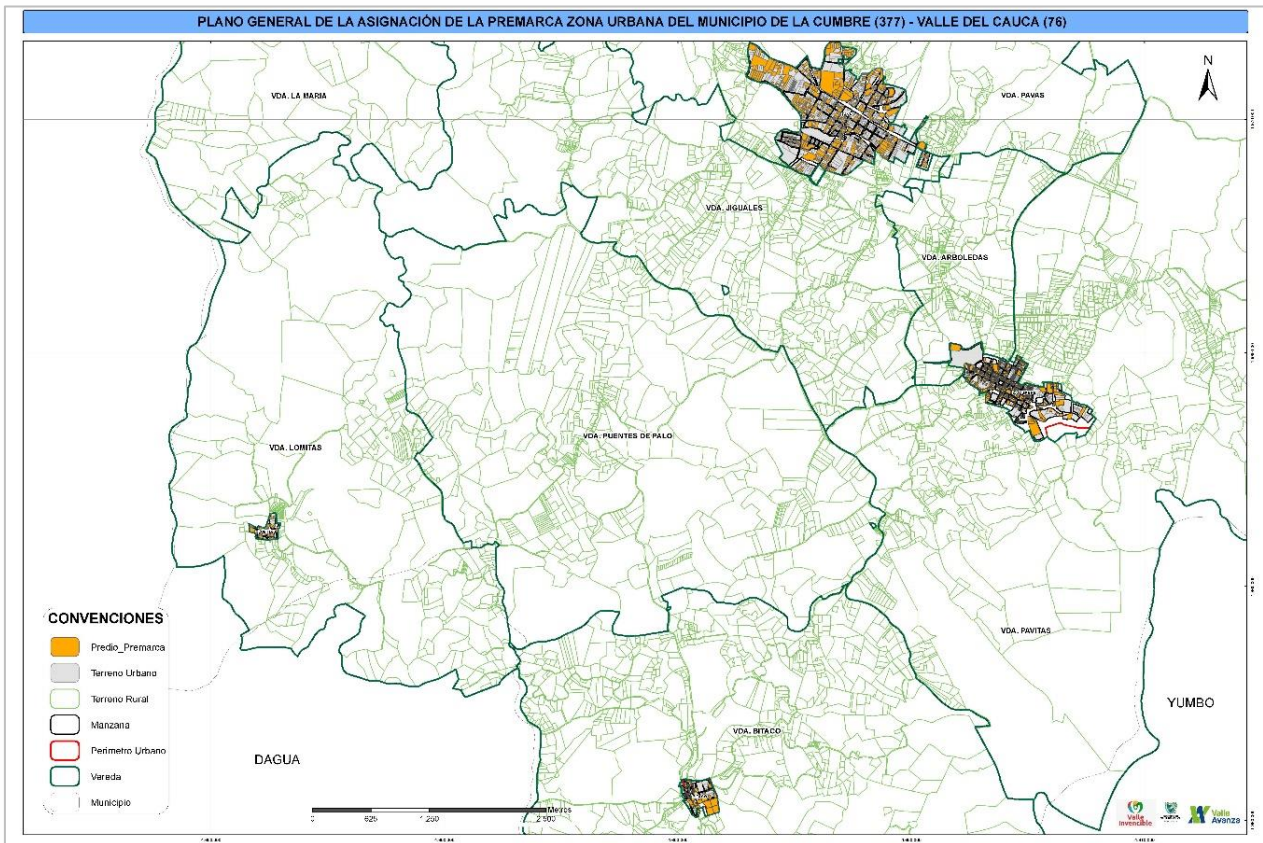 PLANO GENERAL DE LA ASIGNACIÓN DE LA PREMARCA ZONA URBANA DEL MUNICIPIO DE LA CUMBRE (377) - VALLE DEL CAUCA (76)
N
VDA. LA MARIA
VDA. PAVAS
VDA. JIGUALES
VDA. ARBOLEDAS
VDA. PUENTES DE PALO
VDA. LOMITAS
VDA. PAVITAS
YUMBO
VDA. BITACO
DAGUA
CONVENCIONES
Predio_Premarca
Terreno Urbano
Terreno Rural
Manzana
Perimetro Urbano
Vereda
Municipio
Metros
0 625 1.250 2.500
Valle
Invencible
Valle
Avanza